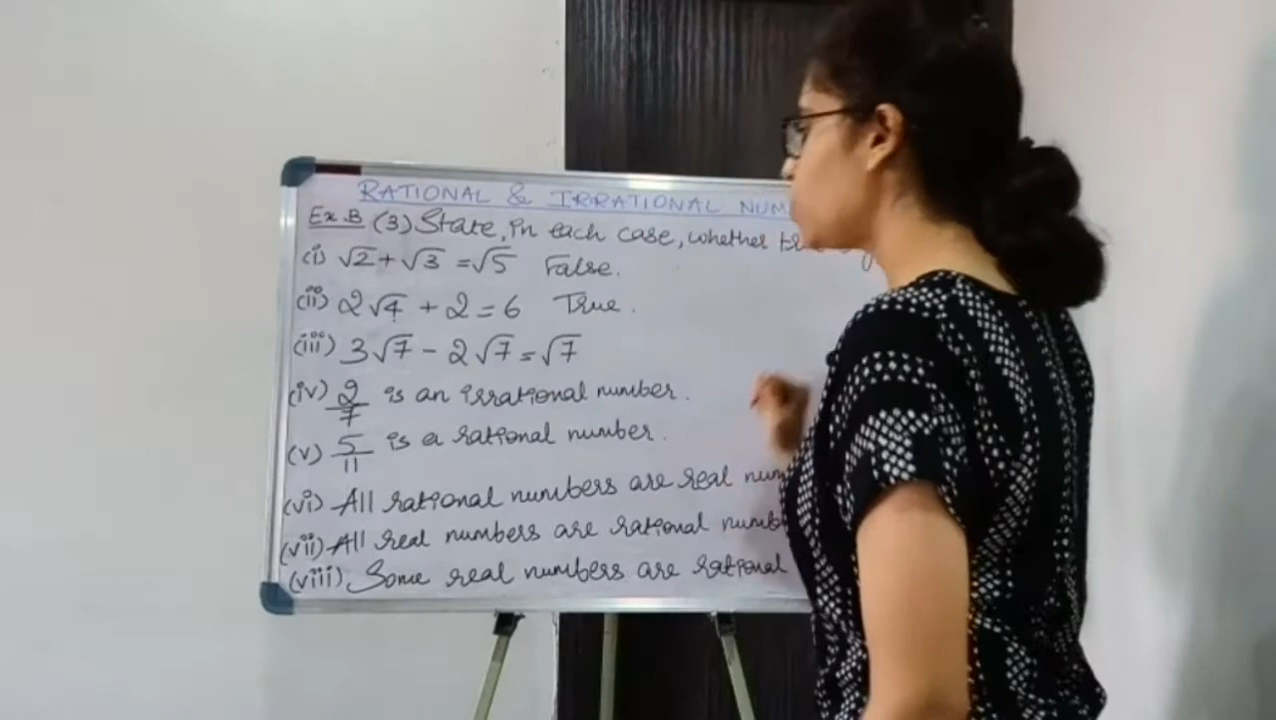 RATIONAL & IRRATIONAL NUM
Ex.B (3) State, in each case, whether
(i) √2 + √3 = √5 False.
(ii) 2√4 + 2 = 6 True.
(iii) 3√7 - 2√7 = √7
(iv) 2/7 is an irrational number.
(v) 5/11 is a rational number.
(vi) All rational numbers are real num
(vii) All real numbers are rational numb
(viii) Some real numbers are rational